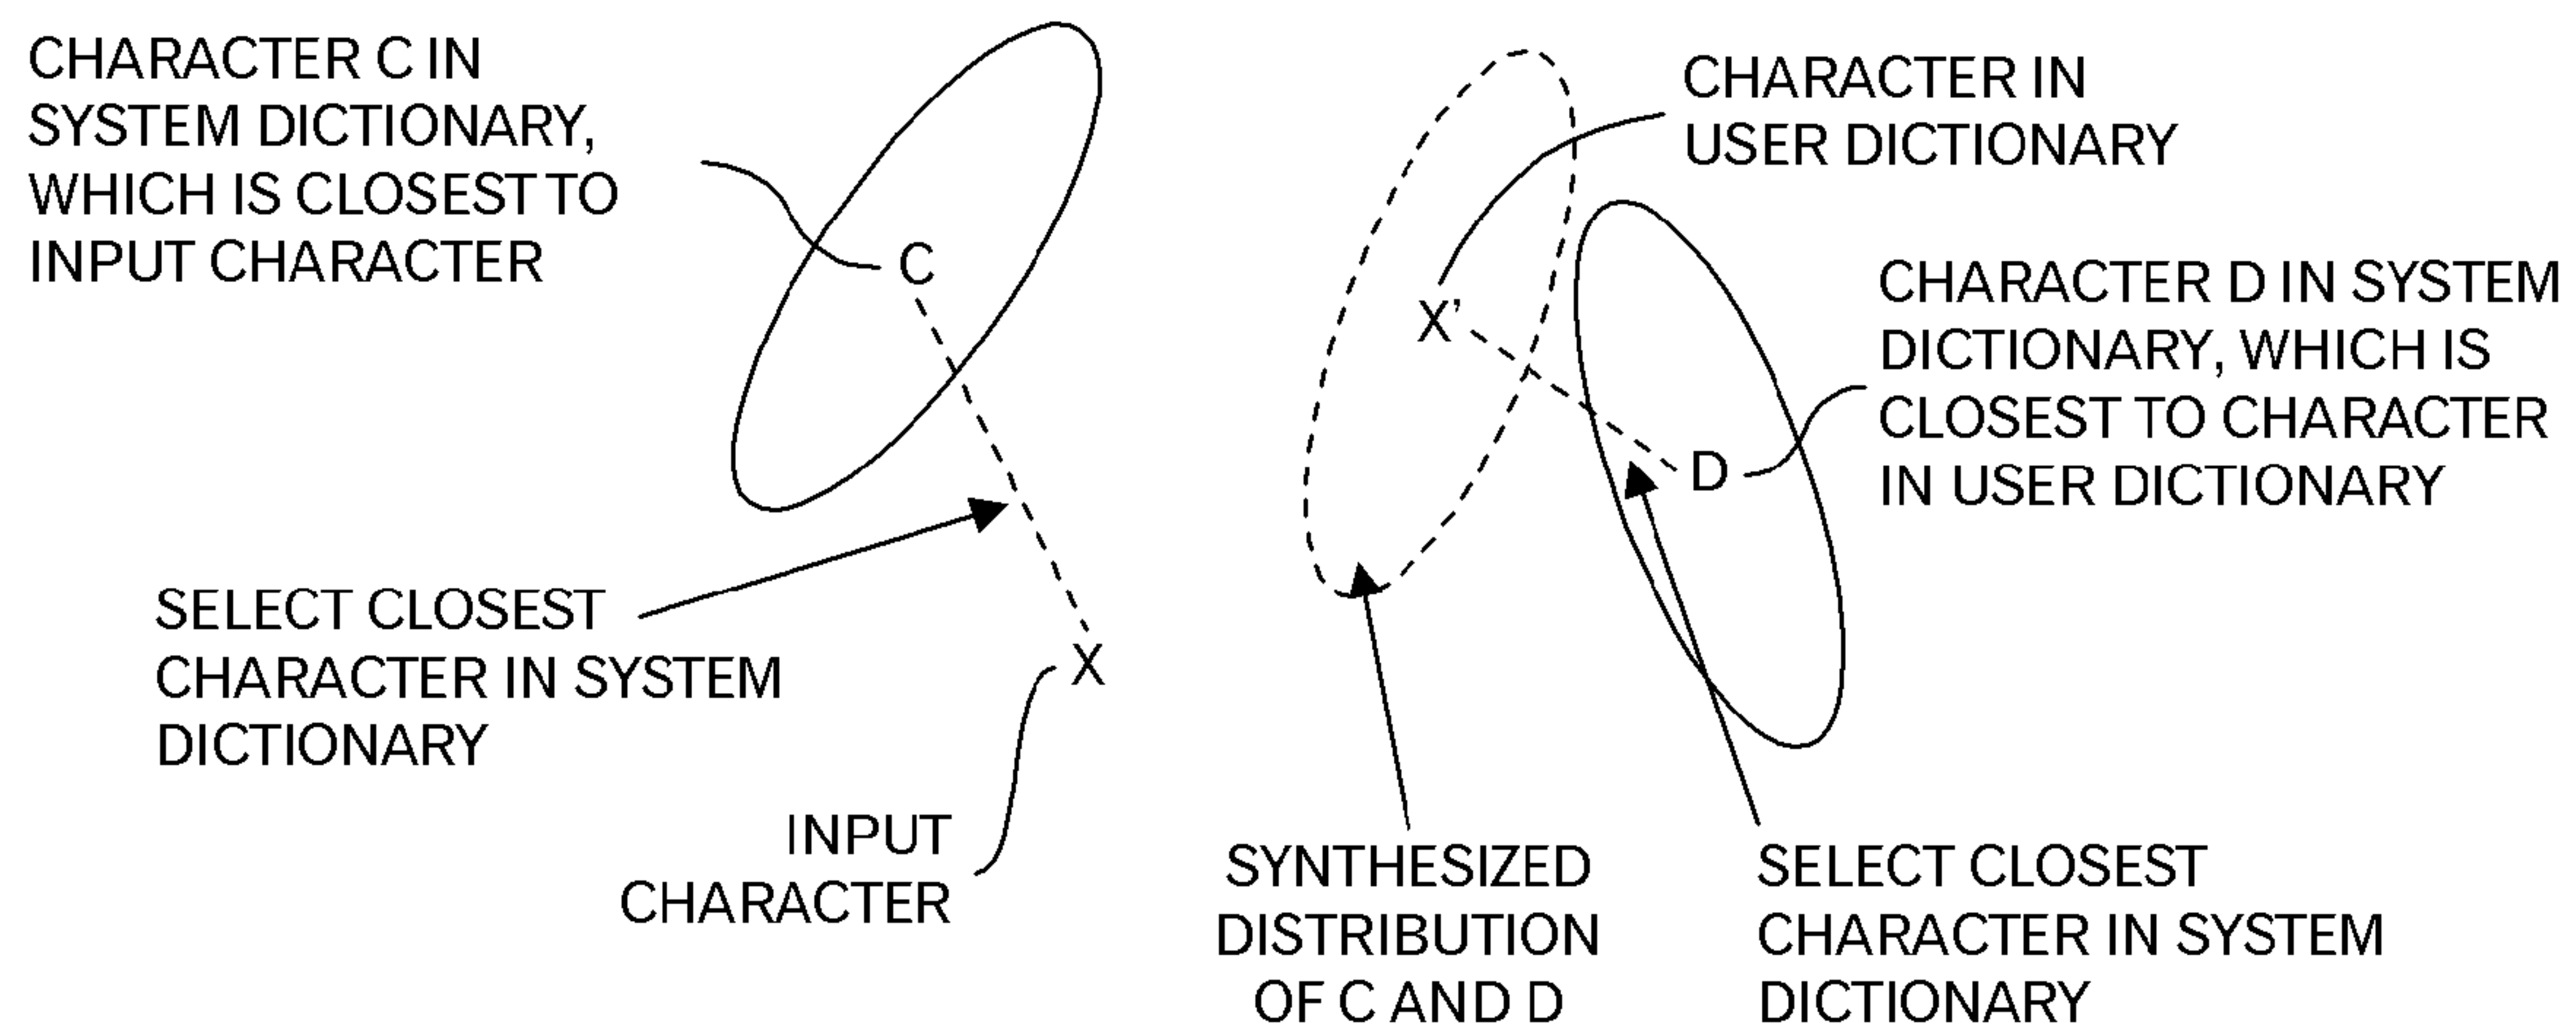 CHARACTER C IN
SYSTEM DICTIONARY,
WHICH IS CLOSEST TO
INPUT CHARACTER
C
SELECT CLOSEST
CHARACTER IN SYSTEM
DICTIONARY
X
INPUT
CHARACTER
CHARACTER IN
USER DICTIONARY
X'
CHARACTER D IN SYSTEM
DICTIONARY, WHICH IS
CLOSEST TO CHARACTER
IN USER DICTIONARY
D
SYNTHESIZED
DISTRIBUTION
OF C AND D
SELECT CLOSEST
CHARACTER IN SYSTEM
DICTIONARY